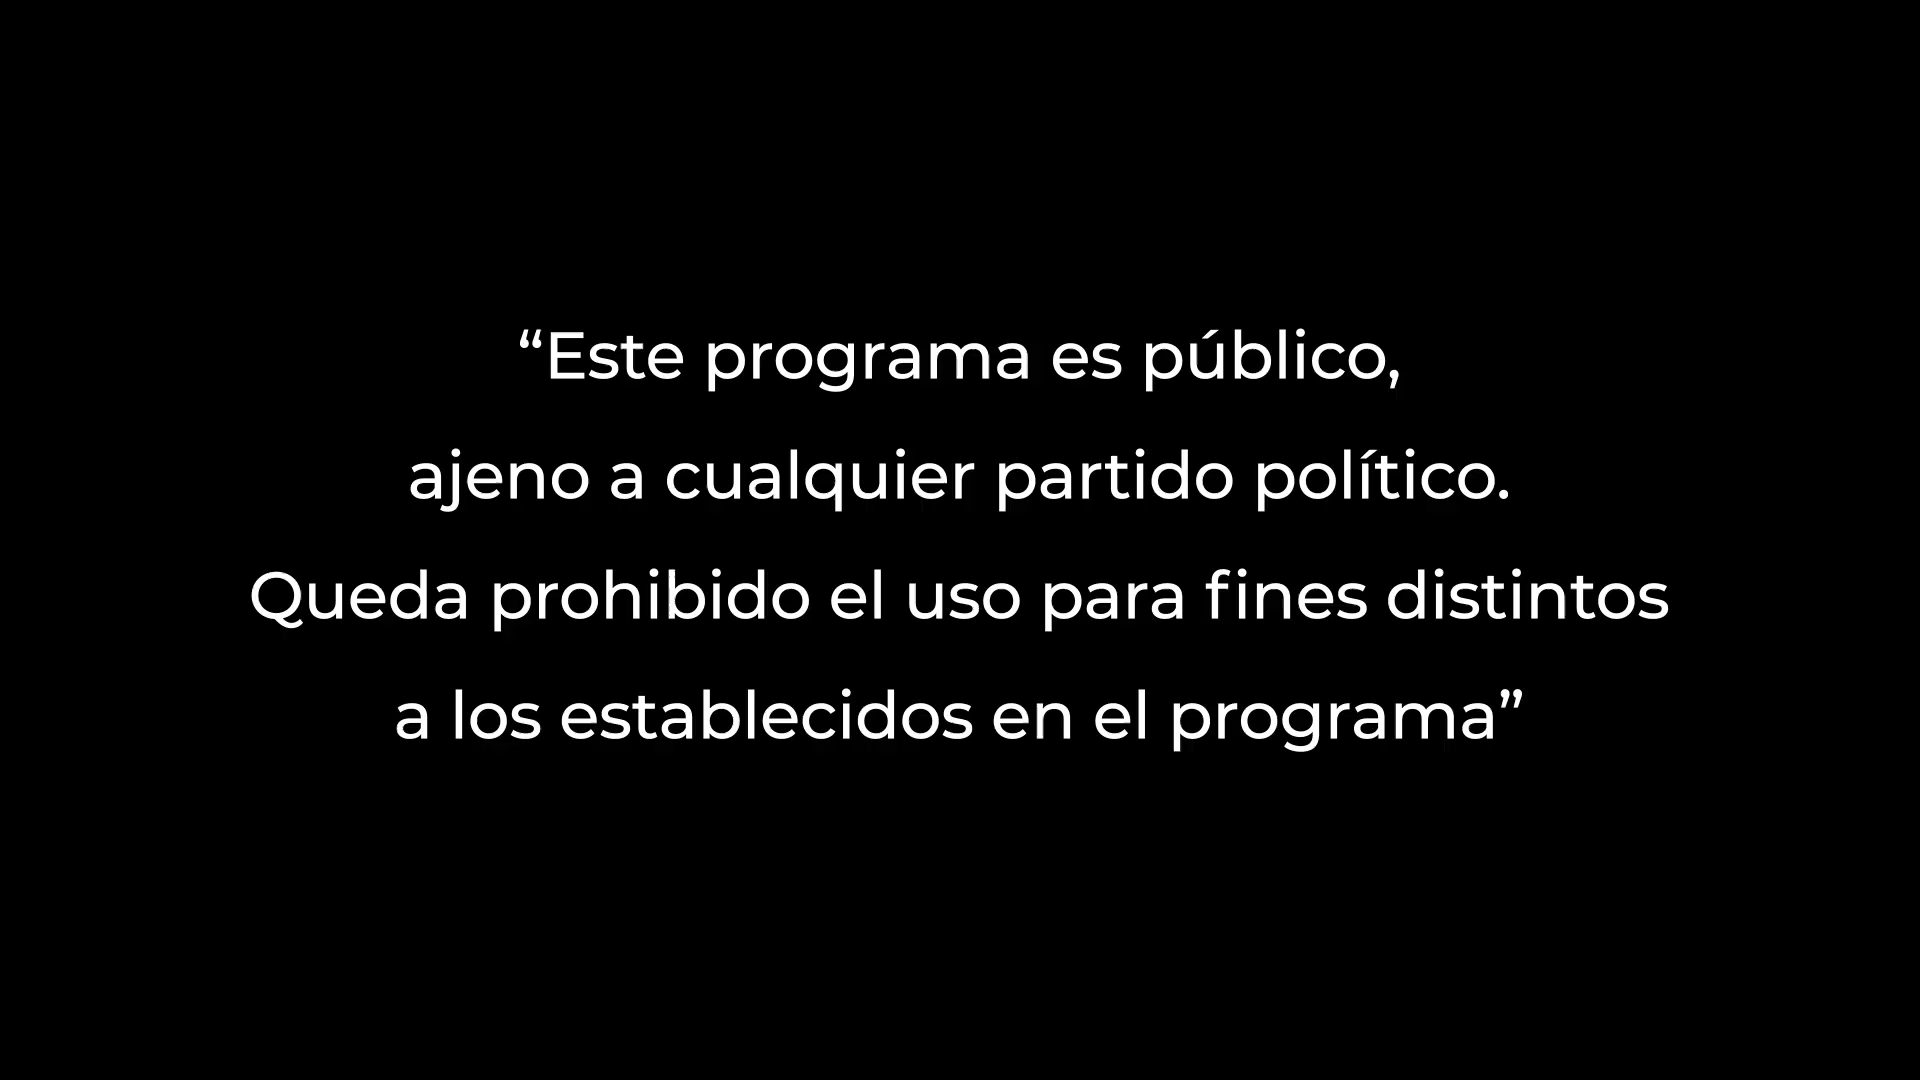 “Este programa es público,
ajeno a cualquier partido político.
Queda prohibido el uso para fines distintos
a los establecidos en el programa”